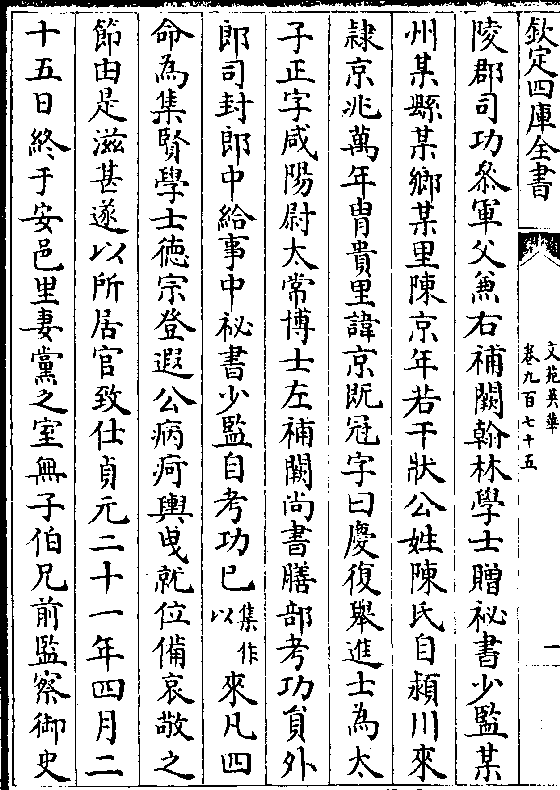 欽定四庫全書
文苑英華
卷九百七十五
一
陵郡司功叅軍父兼右補闕翰林學士贈祕書少監某
州某縣某鄉某里陳京年若干狀公姓陳氏自潁川來
隸京兆萬年胄貴里諱京旣冠字曰慶復舉進士為太
子正字咸陽尉太常博士左補闕尚書膳部考功貟外
郎司封郎中給事中祕書少監自考功巳集作以來凡四
命為集賢學士德宗登遐公病痾輿曵就位備哀敬之
節由是滋甚遂以所居官致仕貞元二十一年四月二
十五日終于安邑里妻黨之室無子伯兄前監察御史